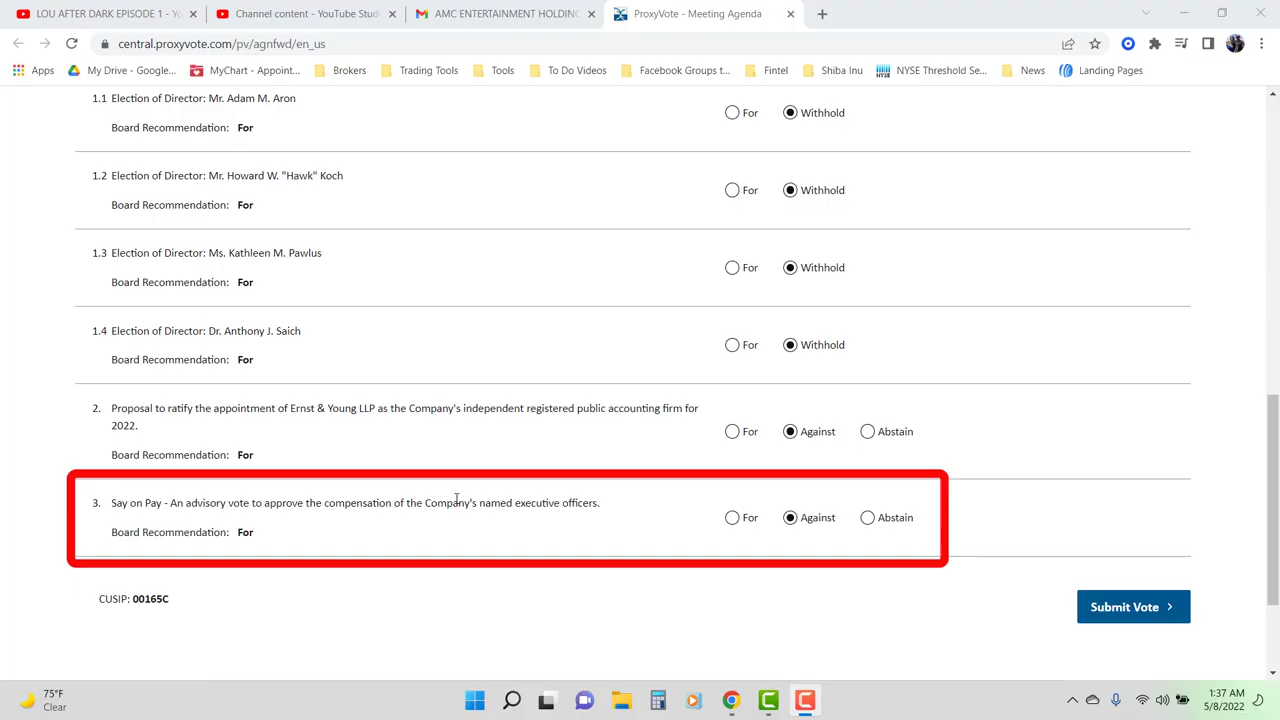 LOU AFTER DARK EPISODE 1 - Yo
Channel content - YouTube Stud
AMC ENTERTAINMENT HOLDING
ProxyVote - Meeting Agenda
central.proxyvote.com/pv/agnfwd/en_us
Apps
My Drive - Google...
MyChart - Appoint...
Brokers
Trading Tools
Tools
To Do Videos
Facebook Groups t...
Fintel
Shiba Inu
NYSE
NYSE Threshold Se...
News
Landing Pages
1.1 Election of Director: Mr. Adam M. Aron
For Withhold
Board Recommendation: For
1.2 Election of Director: Mr. Howard W. "Hawk" Koch
For Withhold
Board Recommendation: For
1.3 Election of Director: Ms. Kathleen M. Pawlus
For Withhold
Board Recommendation: For
1.4 Election of Director: Dr. Anthony J. Saich
For Withhold
Board Recommendation: For
2. Proposal to ratify the appointment of Ernst & Young LLP as the Company's independent registered public accounting firm for
2022.
For Against Abstain
Board Recommendation: For
3. Say on Pay - An advisory vote to approve the compensation of the Company's named executive officers.
For Against Abstain
Board Recommendation: For
CUSIP: 00165C
Submit Vote
75°F
Clear
1:37 AM
5/8/2022